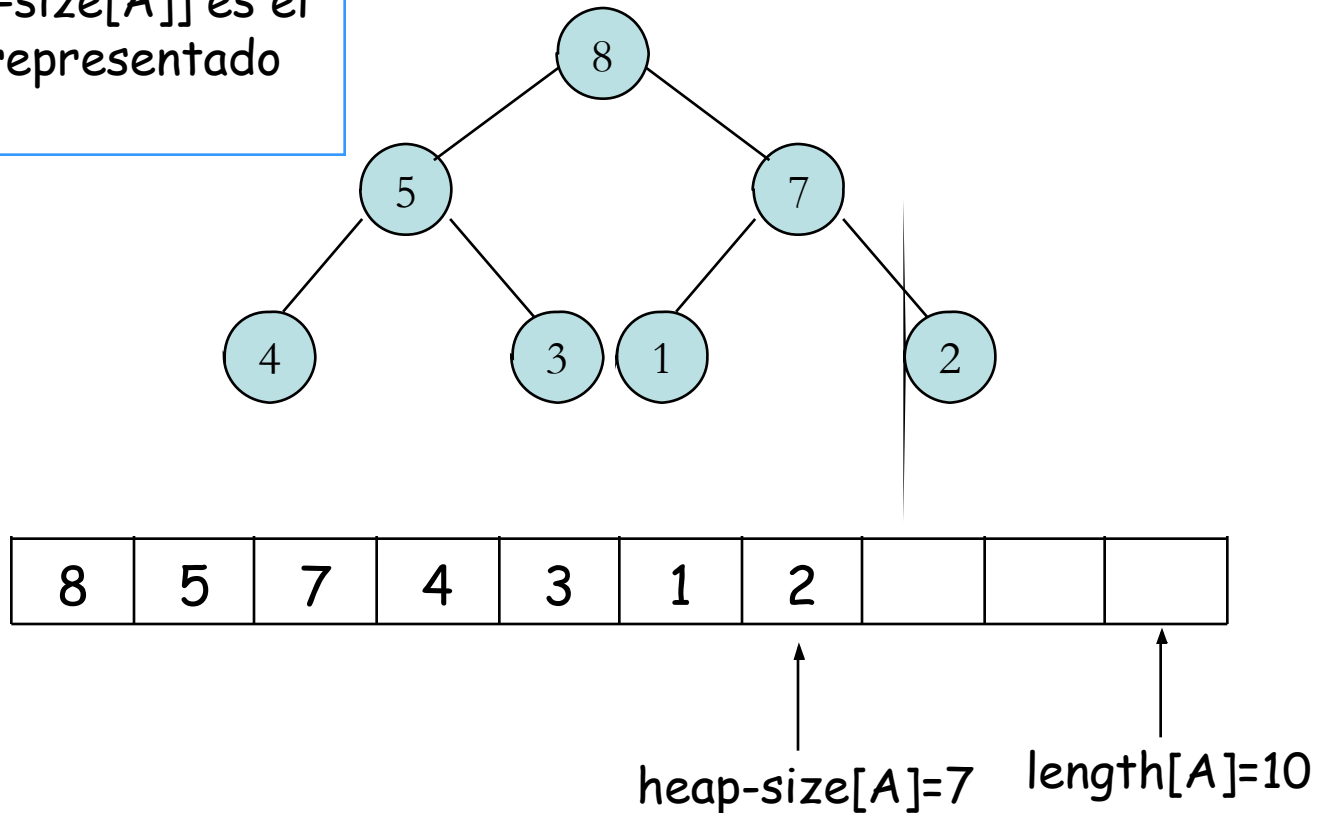 -size[A]] es el
representado
8
5 7
4 3 1 2
8 5 7 4 3 1 2
heap-size[A]=7 length[A]=10